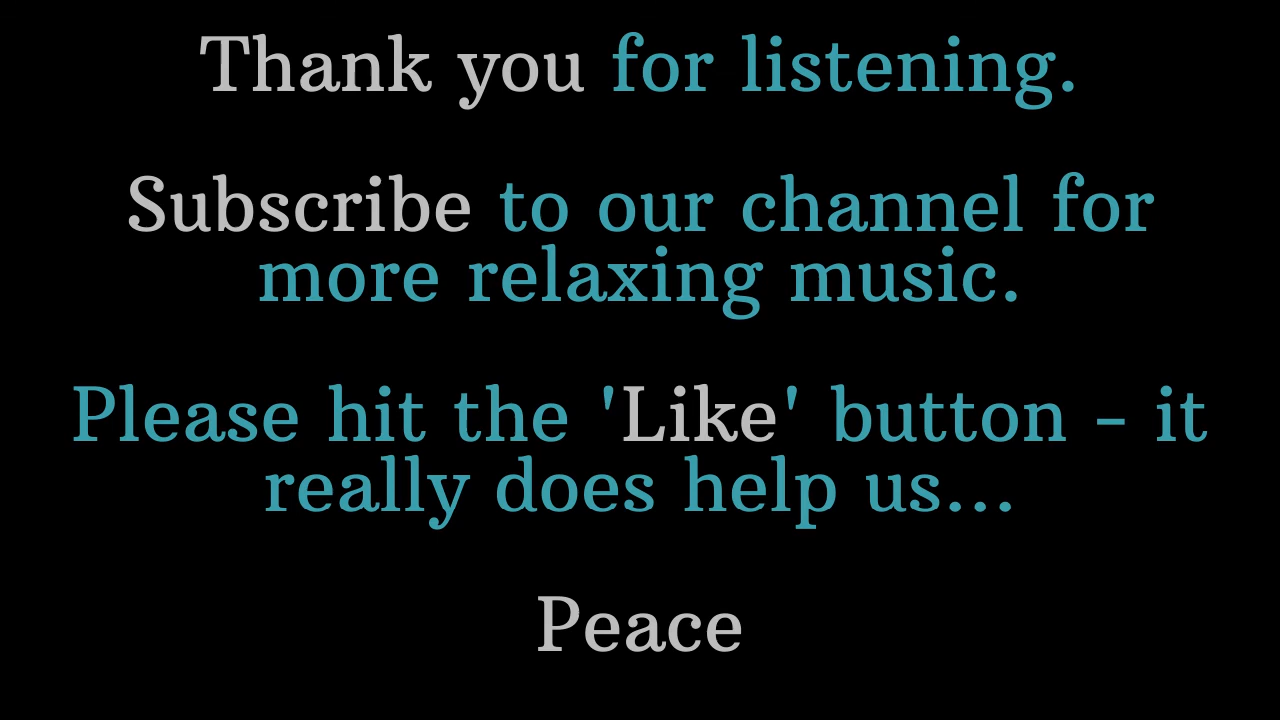 Thank you for listening.
Subscribe to our channel for
more relaxing music.
Please hit the 'Like' button - it
really does help us...
Peace